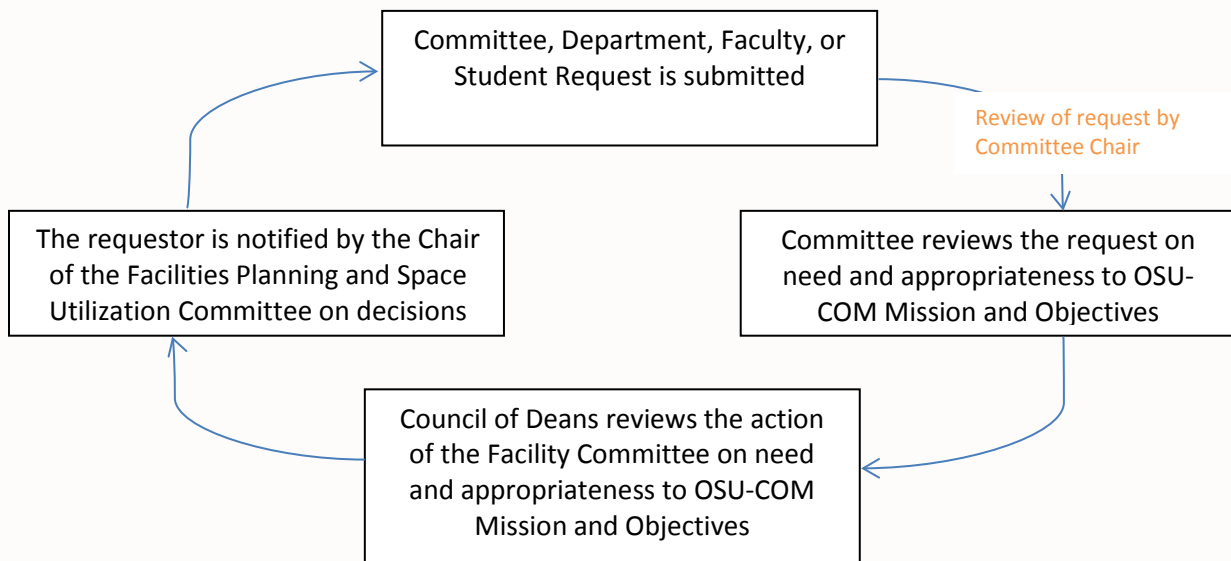 Committee, Department, Faculty, or
Student Request is submitted
Review of request by
Committee Chair
Committee reviews the request on
need and appropriateness to OSU-
COM Mission and Objectives
Council of Deans reviews the action
of the Facility Committee on need
and appropriateness to OSU-COM
Mission and Objectives
The requestor is notified by the Chair
of the Facilities Planning and Space
Utilization Committee on decisions